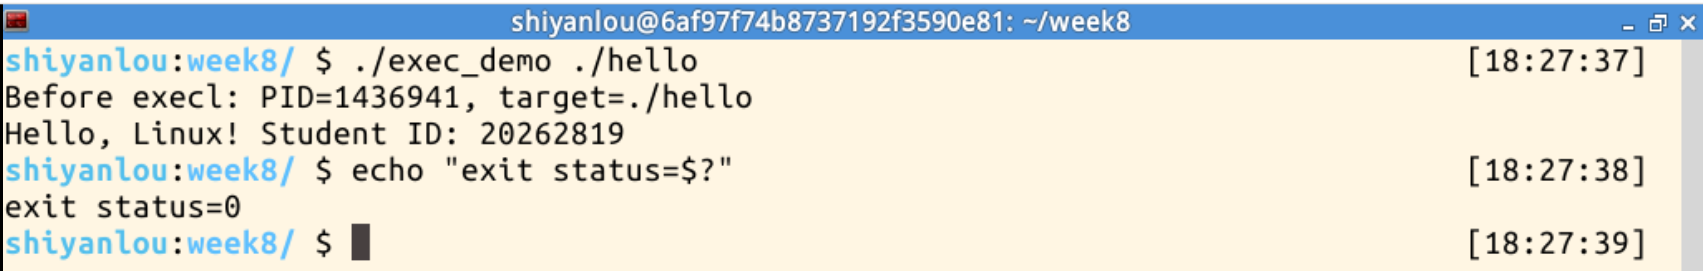 shiyanlou@6af97f74b8737192f3590e81: ~/week8
shiyanlou:week8/ $ ./exec_demo ./hello [18:27:37]
Before execl: PID=1436941, target=./hello
Hello, Linux! Student ID: 20262819
shiyanlou:week8/ $ echo "exit status=$?" [18:27:38]
exit status=0
shiyanlou:week8/ $ [18:27:39]